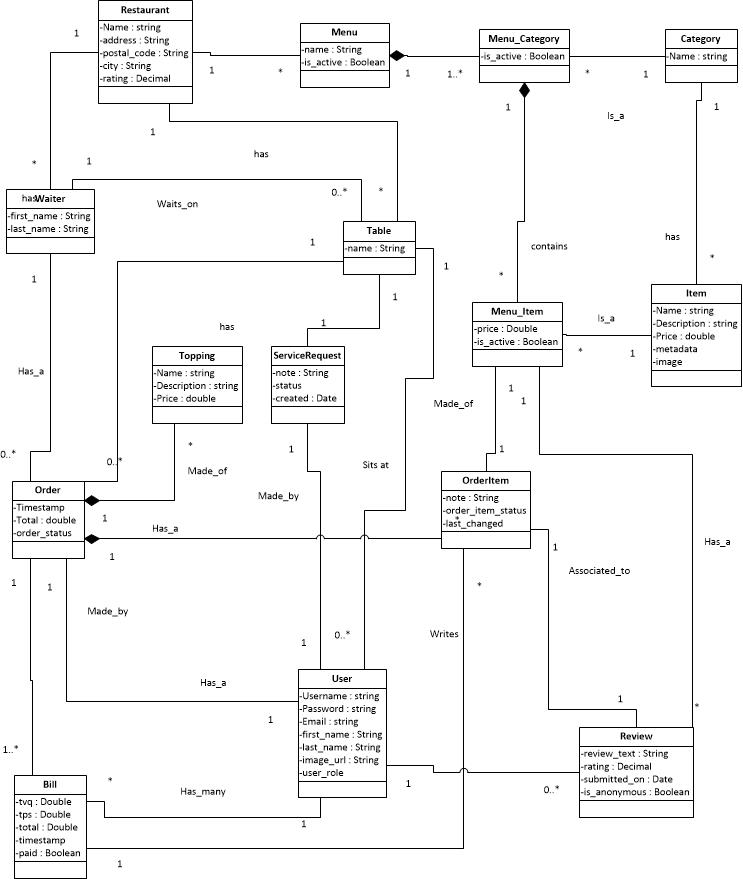 Restaurant
-Name : string
-address : String
-postal_code : String
-city : String
-rating : Decimal
Menu
-name : String
-is_active : Boolean
Menu_Category
-is_active : Boolean
Category
-Name : string
1
1
*
1
1..*
*
1
1
1
1
Is_a
has
1
*
1
0..*
*
has
Waiter
-first_name : String
-last_name : String
Waits_on
Table
-name : String
1
contains
has
*
*
1
1
1
Item
-Name : string
-Description : string
-Price : double
-metadata
-image
Menu_Item
-price : Double
-is_active : Boolean
Is_a
*
1
has
1
Topping
-Name : string
-Description : string
-Price : double
ServiceRequest
-note : String
-status
-created : Date
Has_a
Made_of
1
1
*
1
1
0..*
0..*
Made_of
Sits at
Made_by
Order
-Timestamp
-Total : double
-order_status
OrderItem
-note : String
-order_item_status
-last_changed
*
1
Has_a
1
1
Has_a
Associated_to
1
1
*
Made_by
Writes
1
0..*
Has_a
1
1
*
User
-Username : string
-Password : string
-Email : string
-first_name : String
-last_name : String
-image_url : String
-user_role
Review
-review_text : String
-rating : Decimal
-submitted_on : Date
-is_anonymous : Boolean
1..*
*
Has_many
1
0..*
1
Bill
-tvq : Double
-tps : Double
-total : Double
-timestamp
-paid : Boolean
1